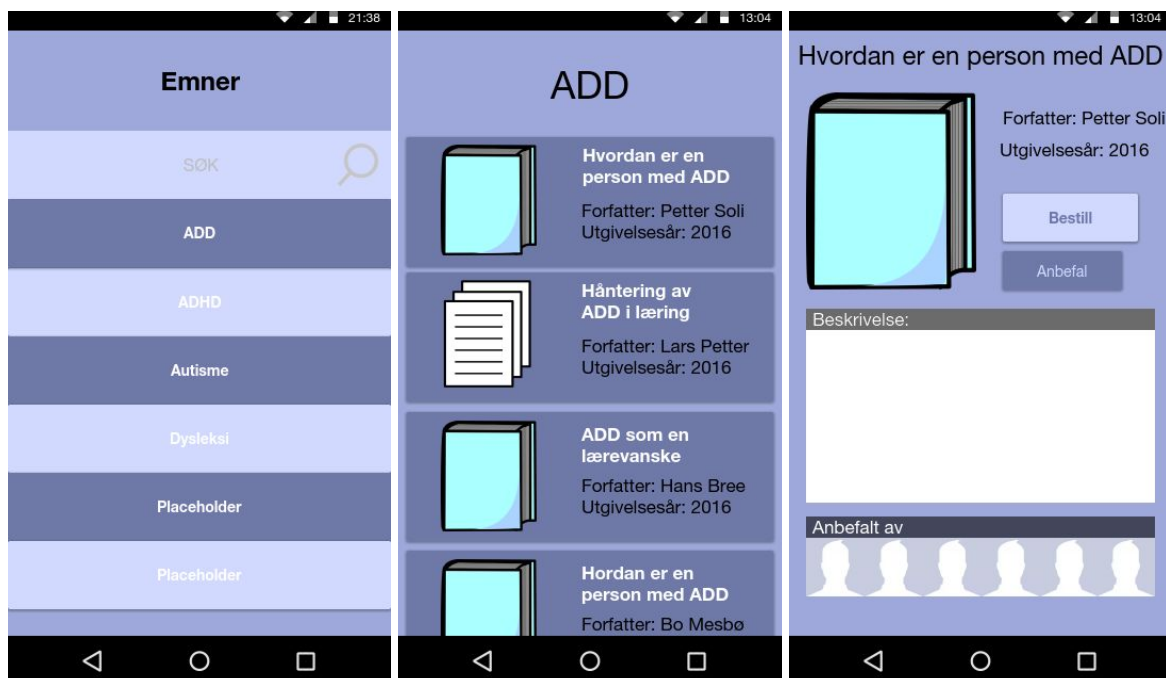 21:38
Emner
SØK
ADD
ADHD
Autisme
Dysleksi
Placeholder
Placeholder
13:04
ADD
Hvordan er en
person med ADD
Forfatter: Petter Soli
Utgivelsesår: 2016
Håntering av
ADD i læring
Forfatter: Lars Petter
Utgivelsesår: 2016
ADD som en
lærevanske
Forfatter: Hans Bree
Utgivelsesår: 2016
Hordan er en
person med ADD
Forfatter: Bo Mesbø
13:04
Hvordan er en person med ADD
Forfatter: Petter Soli
Utgivelsesår: 2016
Bestill
Anbefal
Beskrivelse:
Anbefalt av